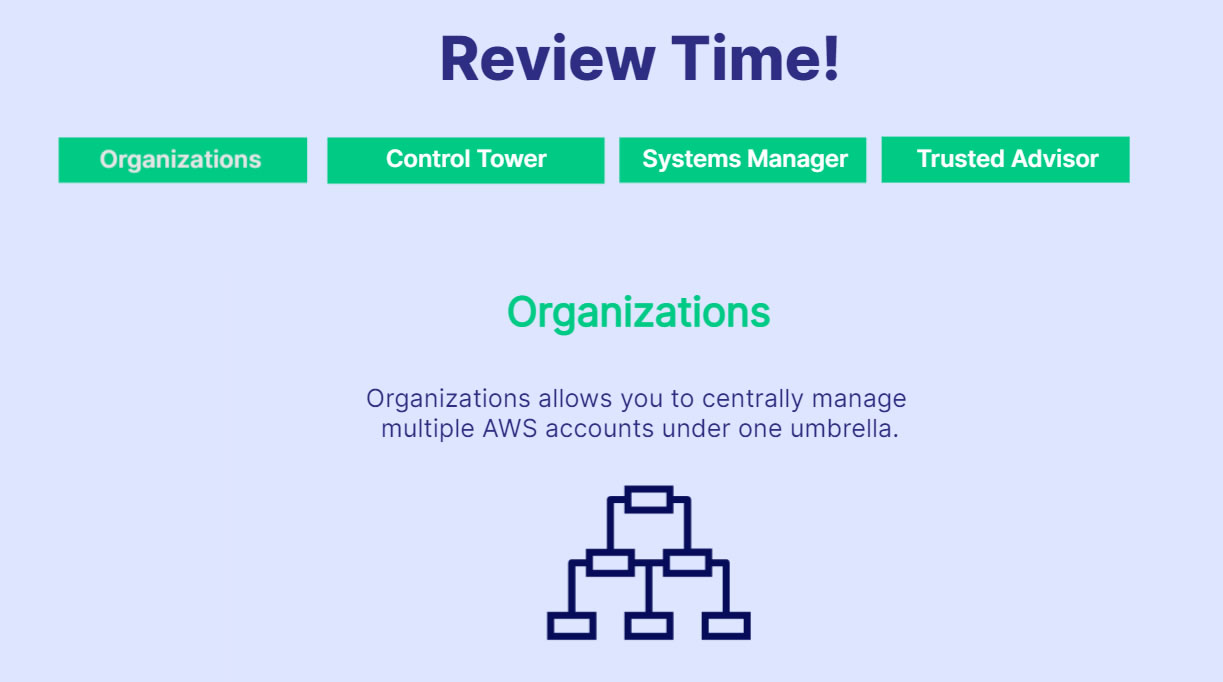 Review Time!
Organizations
Control Tower
Systems Manager
Trusted Advisor
Organizations
Organizations allows you to centrally manage
multiple AWS accounts under one umbrella.